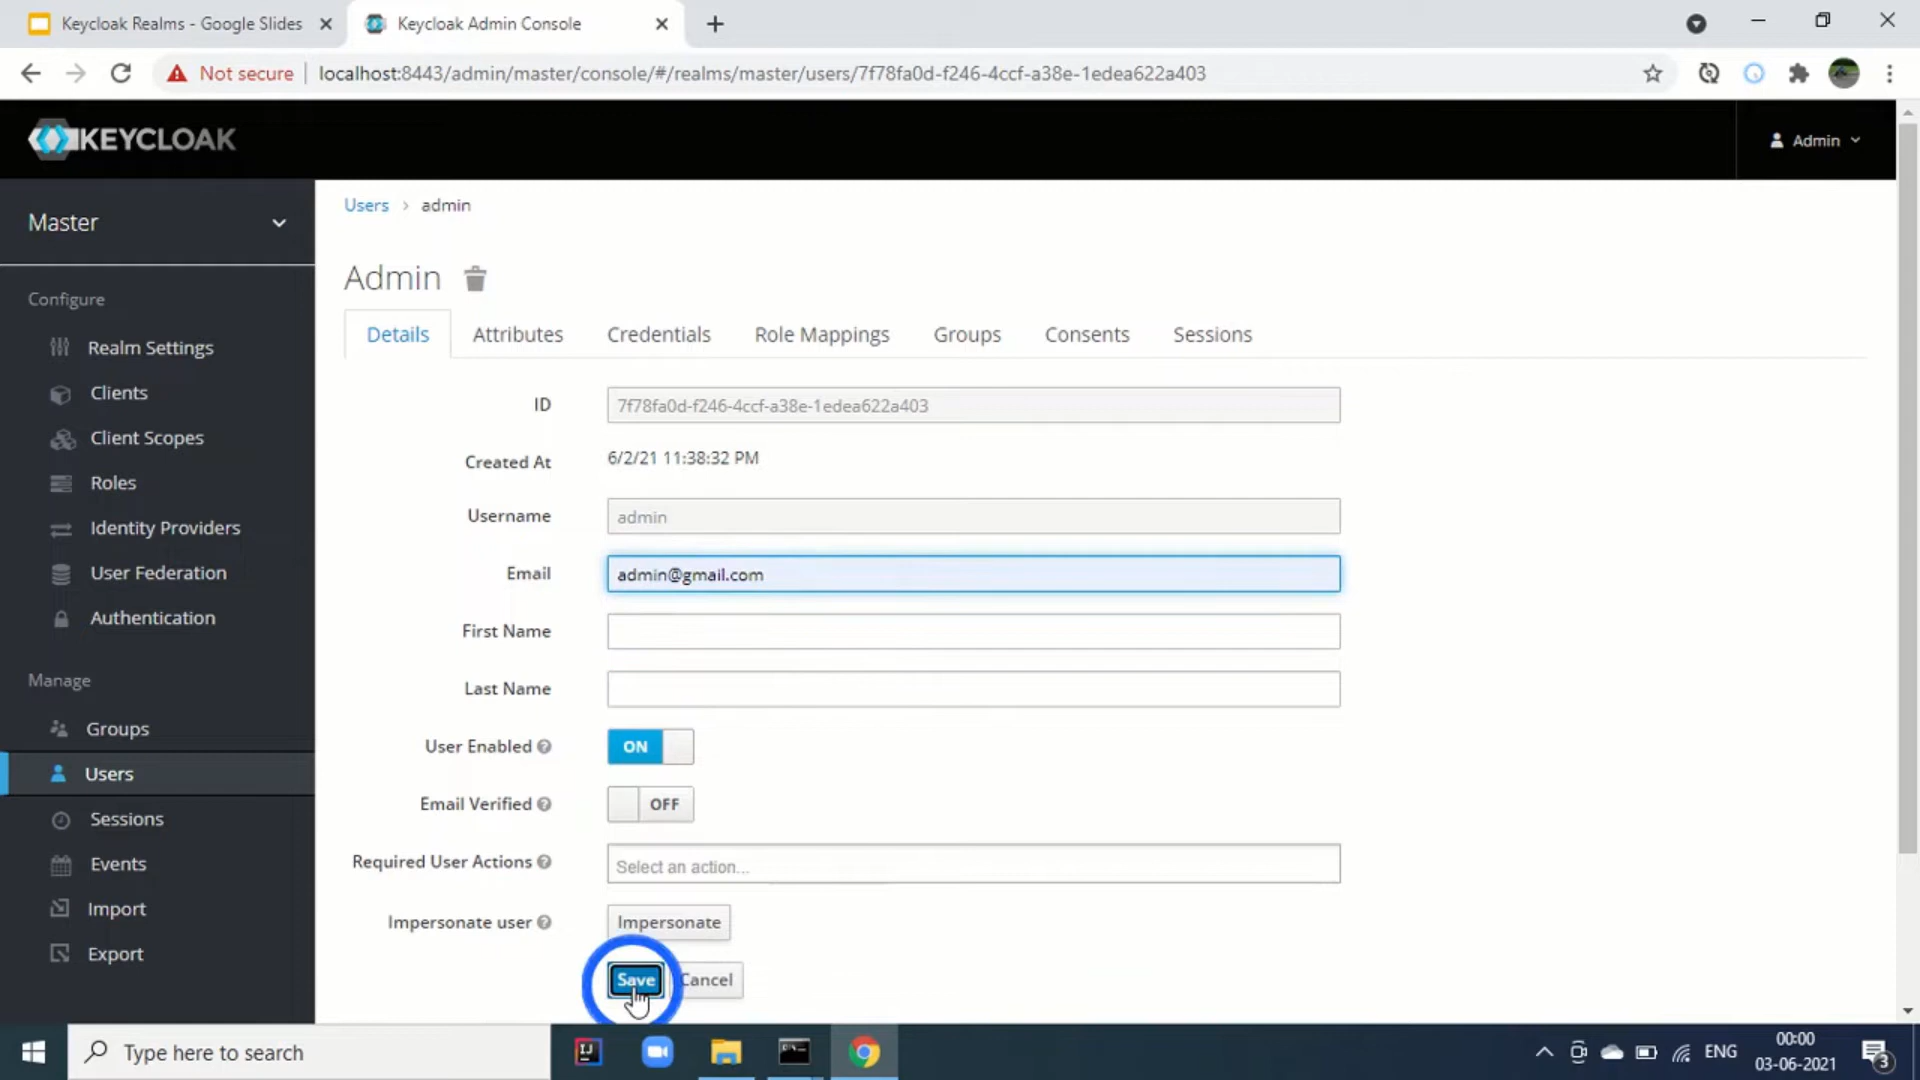 Keycloak Realms - Google Slides
Keycloak Admin Console
Not secure
localhost:8443/admin/master/console/#/realms/master/users/7f78fa0d-f246-4ccf-a38e-1edea622a403
KEYCLOAK
Admin
Master
Users
admin
Admin
Configure
Details
Attributes
Credentials
Role Mappings
Groups
Consents
Sessions
Realm Settings
Clients
Client Scopes
Roles
Identity Providers
User Federation
Authentication
Manage
Groups
Users
Sessions
Events
Import
Export
ID
7f78fa0d-f246-4ccf-a38e-1edea622a403
Created At
6/2/21 11:38:32 PM
Username
admin
Email
admin@gmail.com
First Name
Last Name
User Enabled
ON
Email Verified
OFF
Required User Actions
Select an action...
Impersonate user
Impersonate
Save
Cancel
Type here to search
ENG
00:00
03-06-2021
3